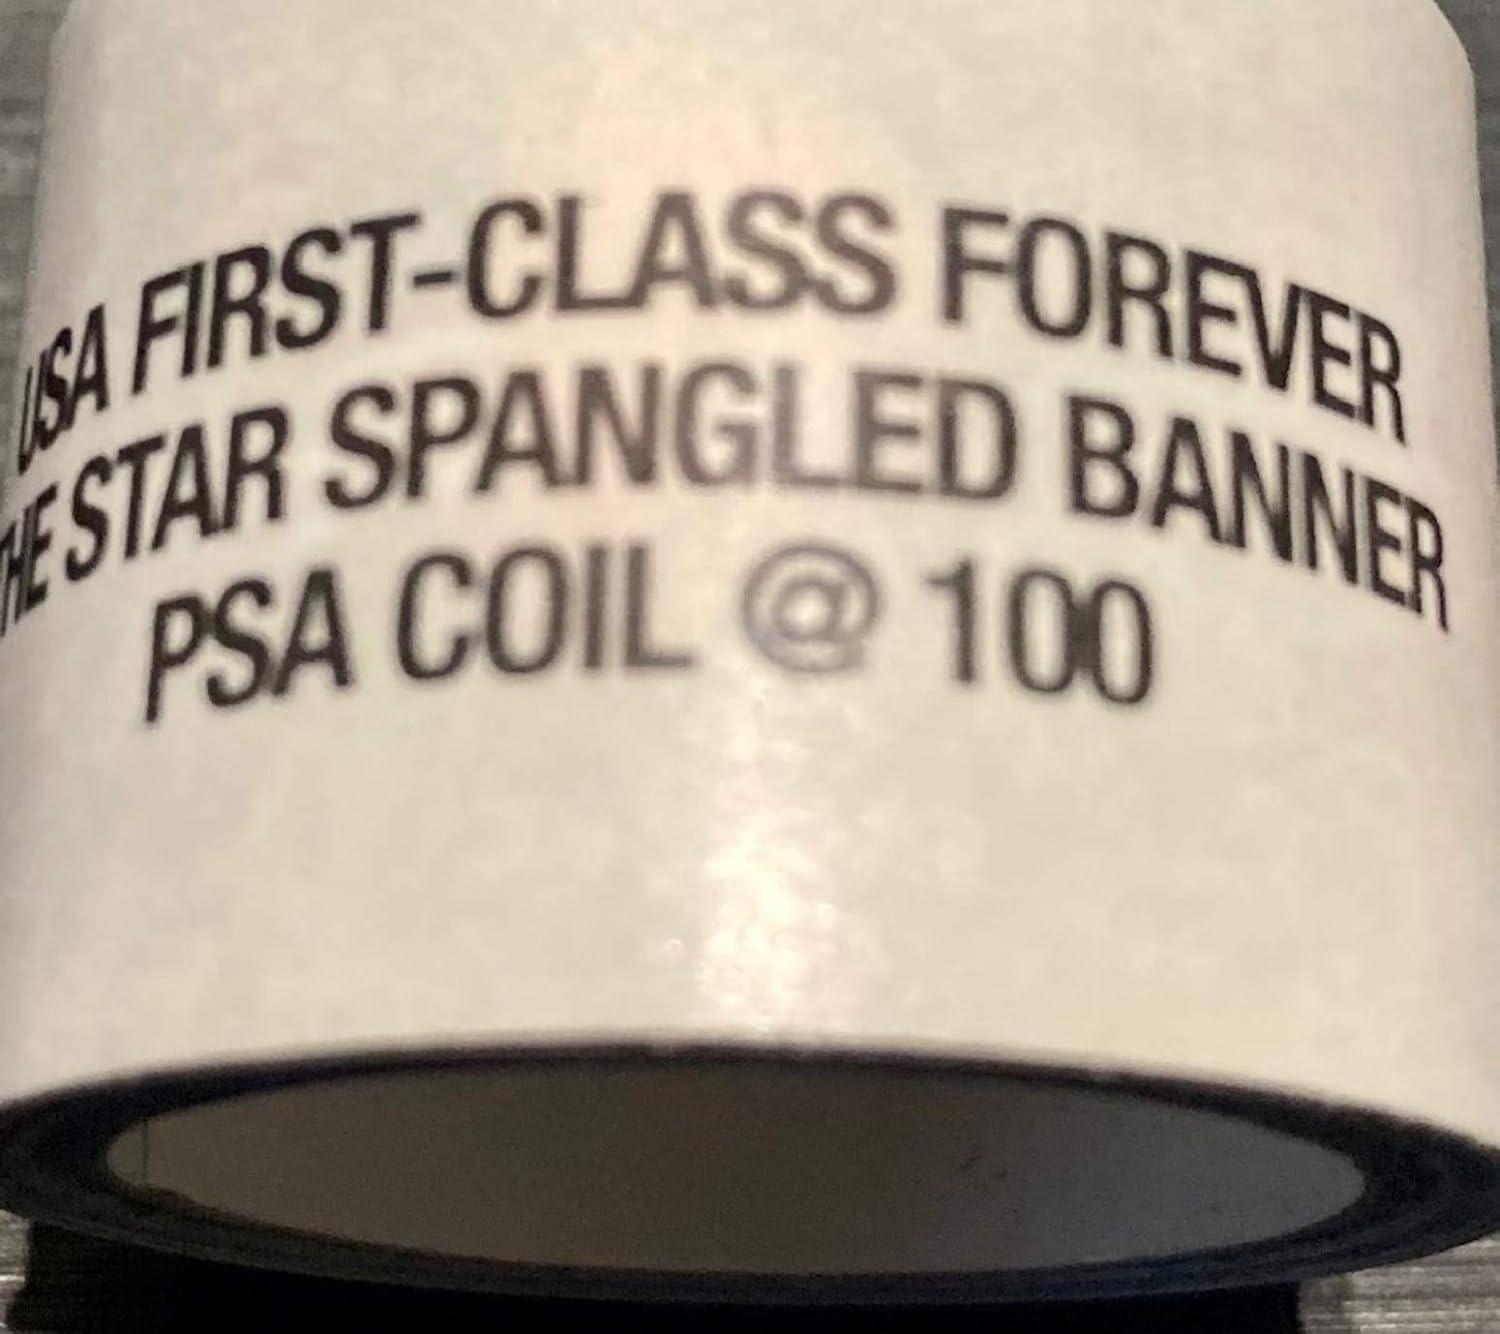 USA FIRST-CLASS FOREVER
THE STAR SPANGLED BANNER
PSA COIL @ 100